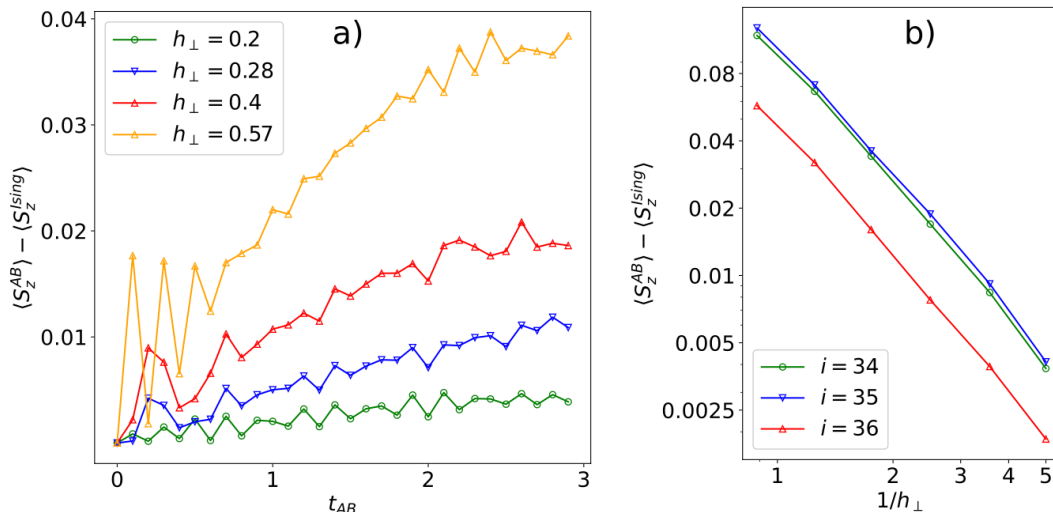 a)
h⊥ = 0.2
h⊥ = 0.28
h⊥ = 0.4
h⊥ = 0.57
0.04
0.03
0.02
0.01
⟨S_z^{AB}⟩ − ⟨S_z^{Ising}⟩
0 1 2 3
t_{AB}
b)
0.08
0.04
0.02
0.01
0.005
0.0025
⟨S_z^{AB}⟩ − ⟨S_z^{Ising}⟩
i = 34
i = 35
i = 36
1 2 3 4 5
1/h⊥